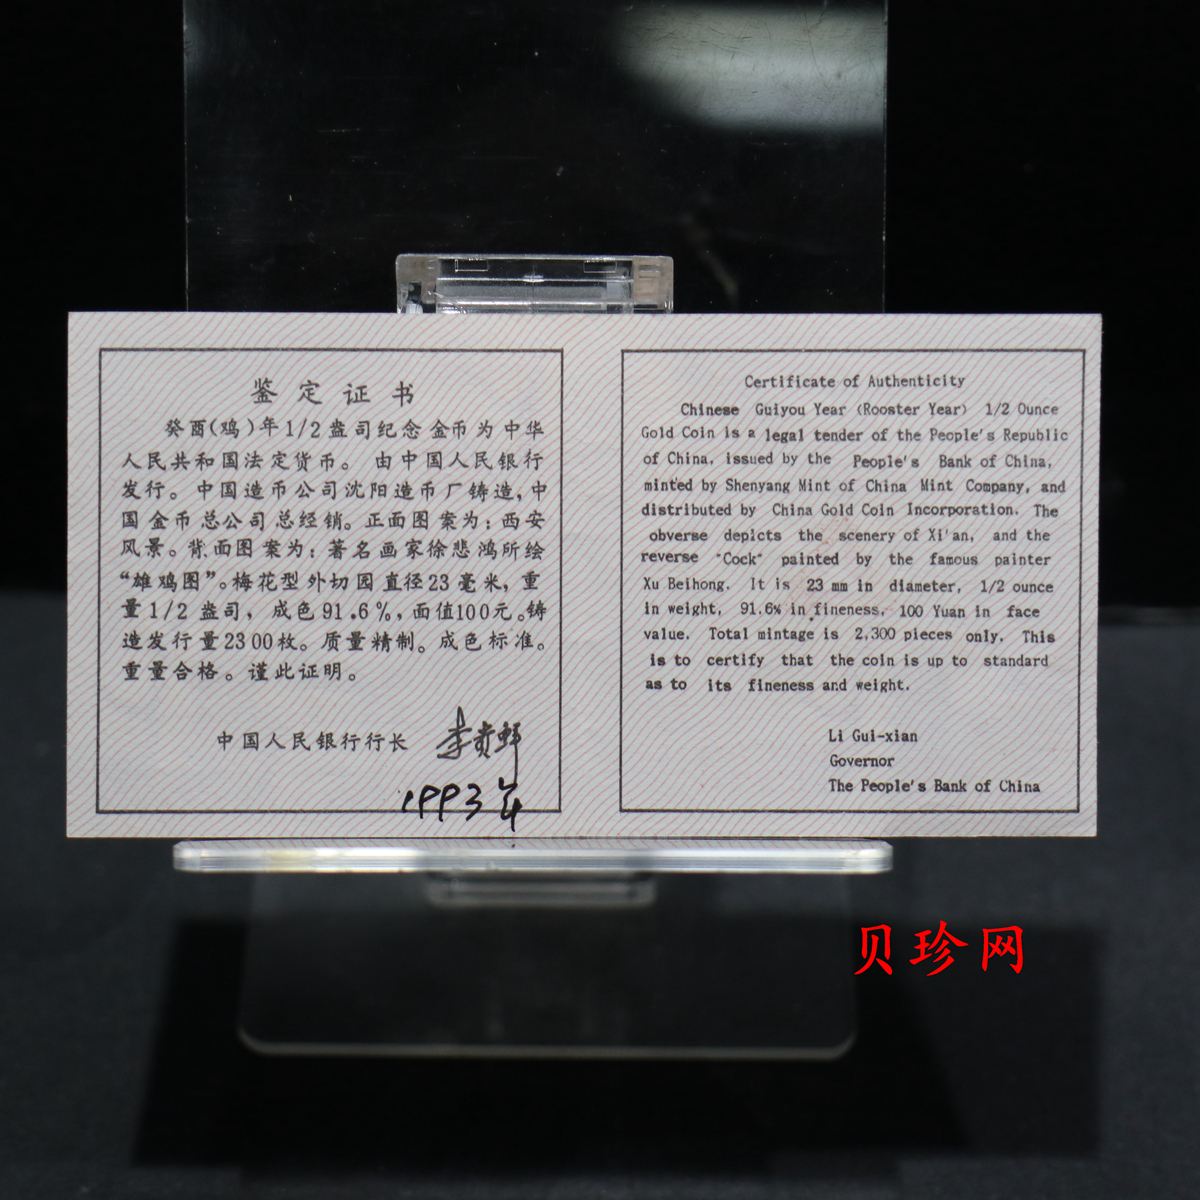 鉴定证书
癸酉(鸡)年1/2盎司纪念金币为中华
人民共和国法定货币。由中国人民银行
发行。中国造币公司沈阳造币厂铸造,中
国金币总公司总经销。正面图案为:西安
风景。背面图案为:著名画家徐悲鸿所绘
“雄鸡图”。梅花型外切园直径23毫米,重
量1/2盎司,成色91.6%,面值100元。铸
造发行量2300枚。质量精制。成色标准。
重量合格。谨此证明。
中国人民银行行长 李贵鲜
1993年
Certificate of Authenticity
Chinese Guiyou Year (Rooster Year) 1/2 Ounce
Gold Coin is a legal tender of the People's Republic
of China, issued by the People's Bank of China,
minted by Shenyang Mint of China Mint Company, and
distributed by China Gold Coin Incorporation. The
obverse depicts the scenery of Xi'an, and the
reverse "Cock" painted by the famous painter
Xu Beihong. It is 23 mm in diameter, 1/2 ounce
in weight, 91.6% in fineness, 100 Yuan in face
value. Total mintage is 2,300 pieces only. This
is to certify that the coin is up to standard
as to its fineness and weight.
Li Gui-xian
Governor
The People's Bank of China
贝珍网